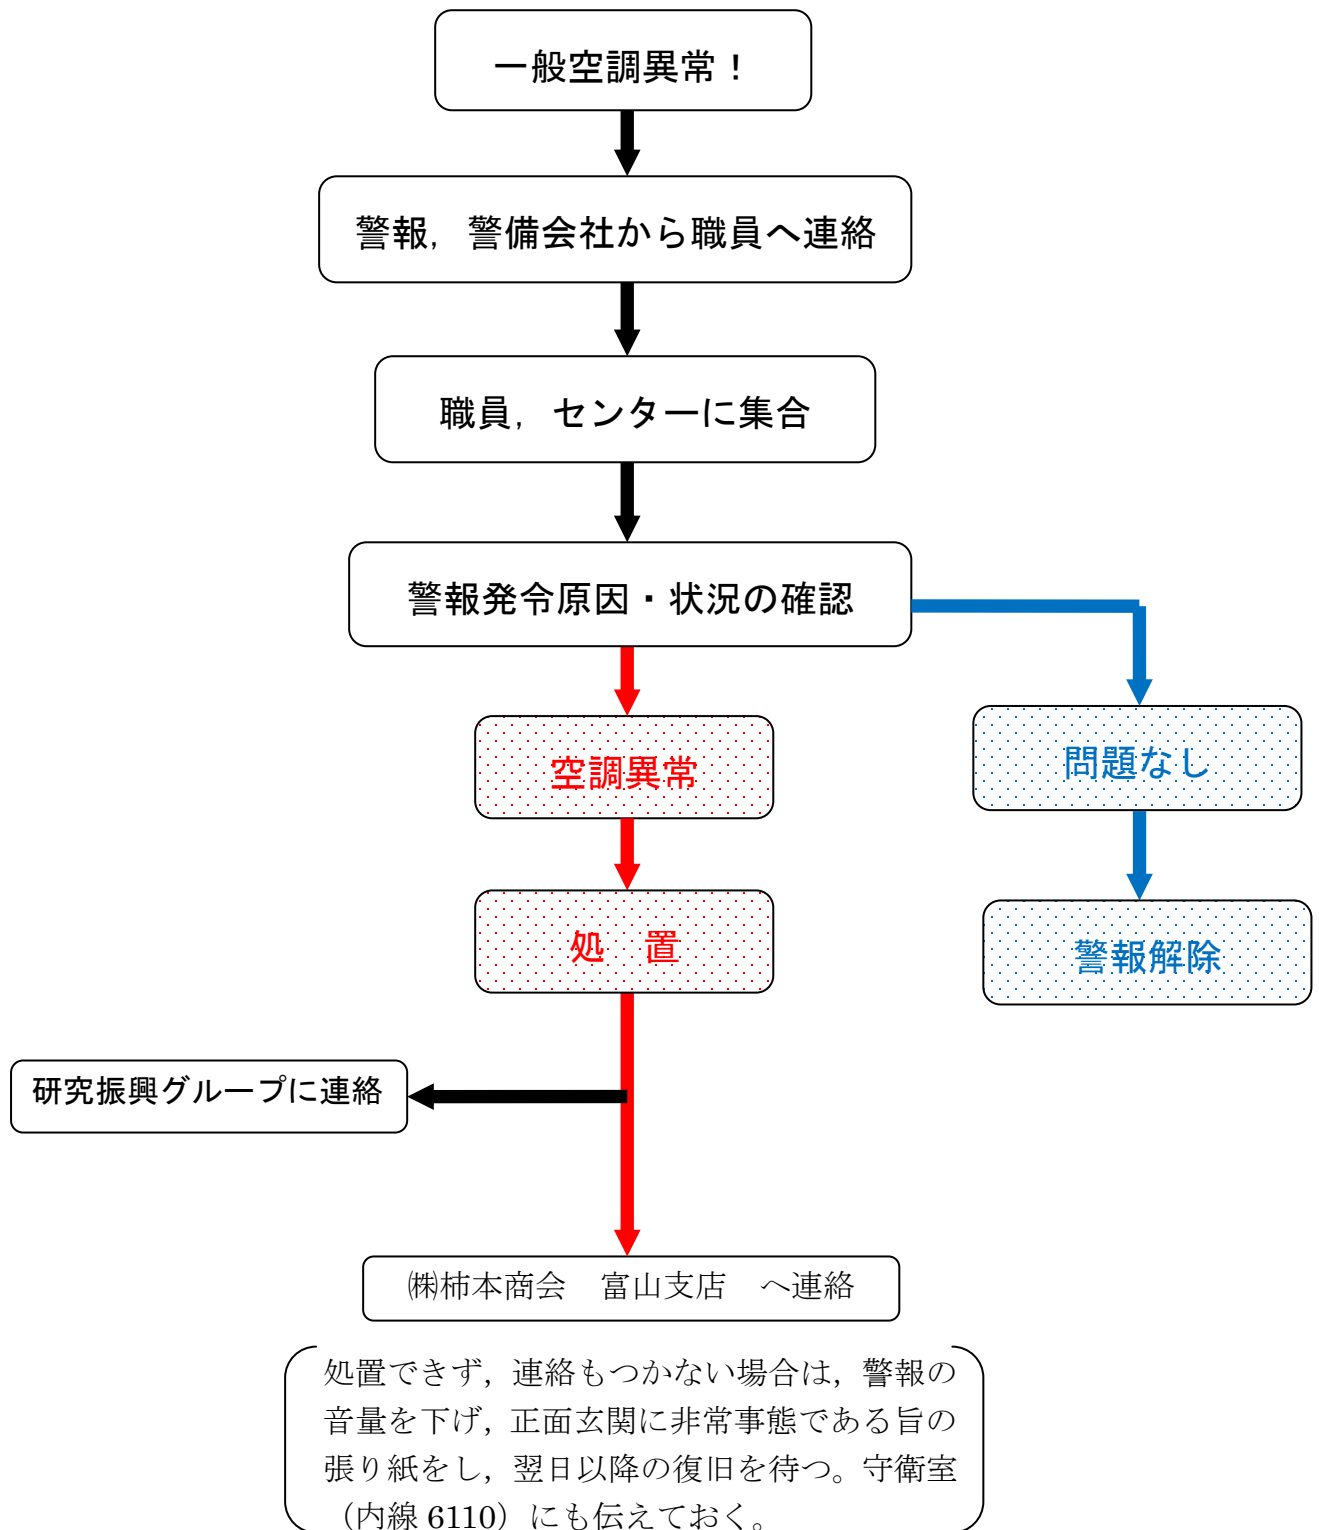 一般空調異常！
警報，警備会社から職員へ連絡
職員，センターに集合
警報発令原因・状況の確認
空調異常
問題なし
処　置
警報解除
研究振興グループに連絡
㈱柿本商会　富山支店　へ連絡
処置できず，連絡もつかない場合は，警報の
音量を下げ，正面玄関に非常事態である旨の
張り紙をし，翌日以降の復旧を待つ。守衛室
（内線 6110）にも伝えておく。